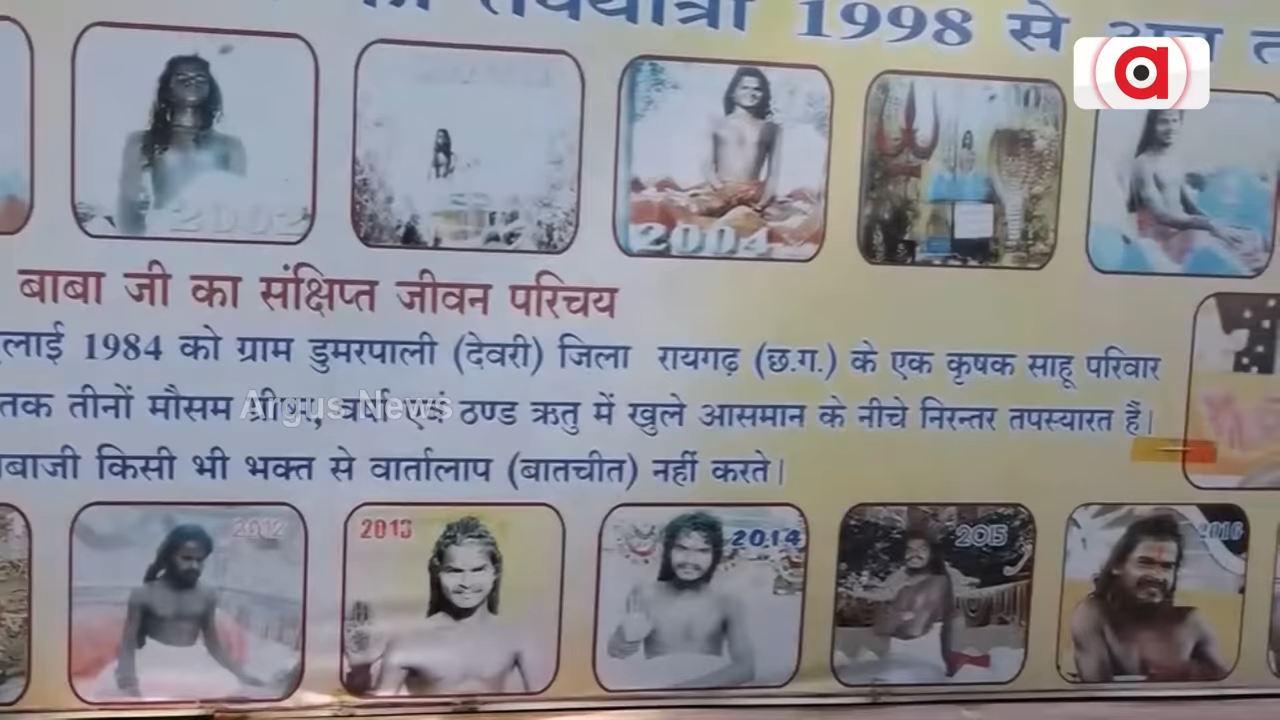 1998 से
2002
2004
बाबा जी का संक्षिप्त जीवन परिचय
1984 को ग्राम डुमरपाली (देवरी) जिला रायगढ़ (छ.ग.) के एक कृषक साहू परिवार
तक तीनों मौसम ग्रीष्म, वर्षा एवं ठण्ड ऋतु में खुले आसमान के नीचे निरन्तर तपस्यारत हैं।
किसी भी भक्त से वार्तालाप (बातचीत) नहीं करते।
Argus News
2012
2013
2014
2015
2016